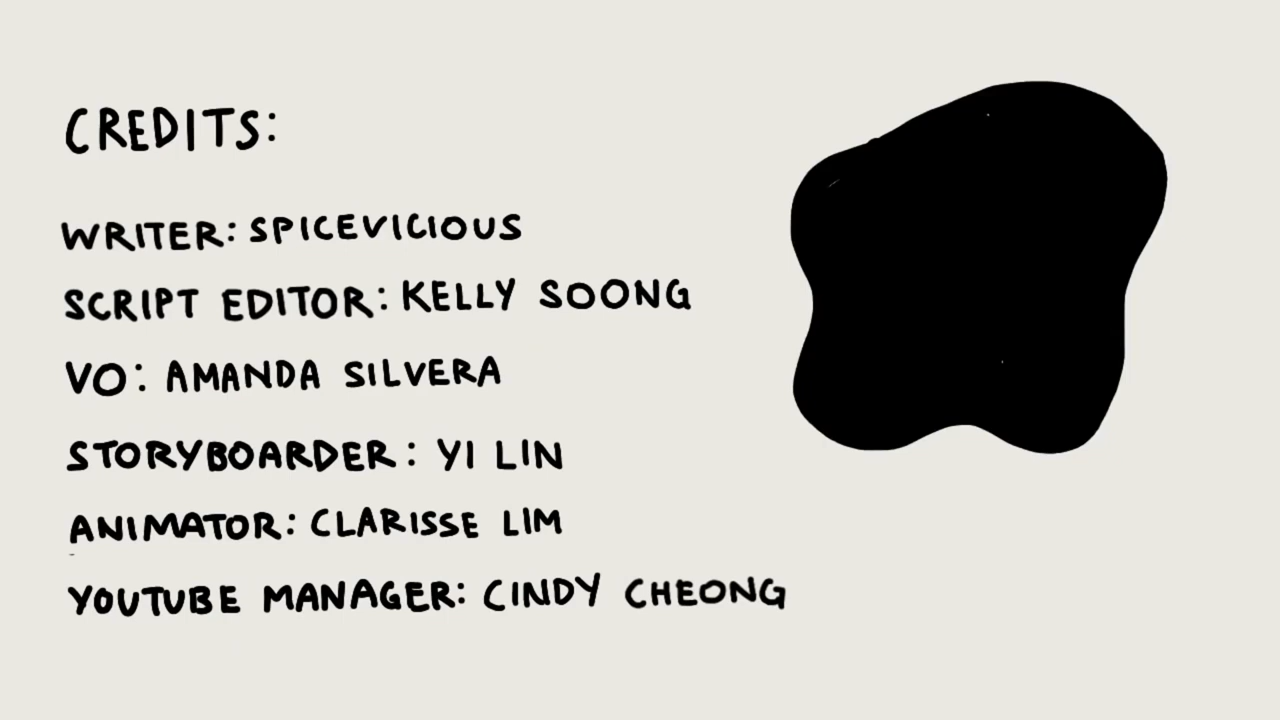 CREDITS:
WRITER: SPICEVICIOUS
SCRIPT EDITOR: KELLY SOONG
VO: AMANDA SILVERA
STORYBOARDER: YI LIN
ANIMATOR: CLARISSE LIM
YOUTUBE MANAGER: CINDY CHEONG